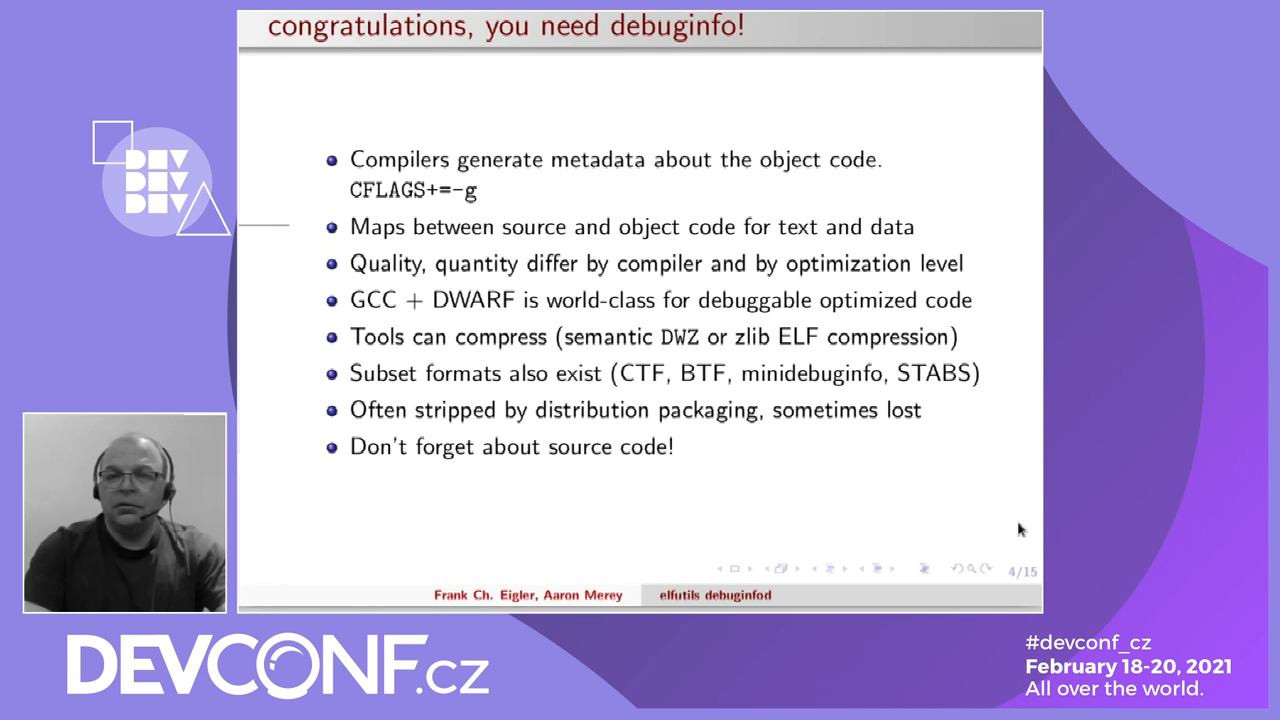 congratulations, you need debuginfo!
DEV
DEV
DEV
Compilers generate metadata about the object code.
CFLAGS+=-g
Maps between source and object code for text and data
Quality, quantity differ by compiler and by optimization level
GCC + DWARF is world-class for debuggable optimized code
Tools can compress (semantic DWZ or zlib ELF compression)
Subset formats also exist (CTF, BTF, minidebuginfo, STABS)
Often stripped by distribution packaging, sometimes lost
Don't forget about source code!
4/15
Frank Ch. Eigler, Aaron Merey elfutils debuginfod
DEVCONF.cz
#devconf_cz
February 18-20, 2021
All over the world.